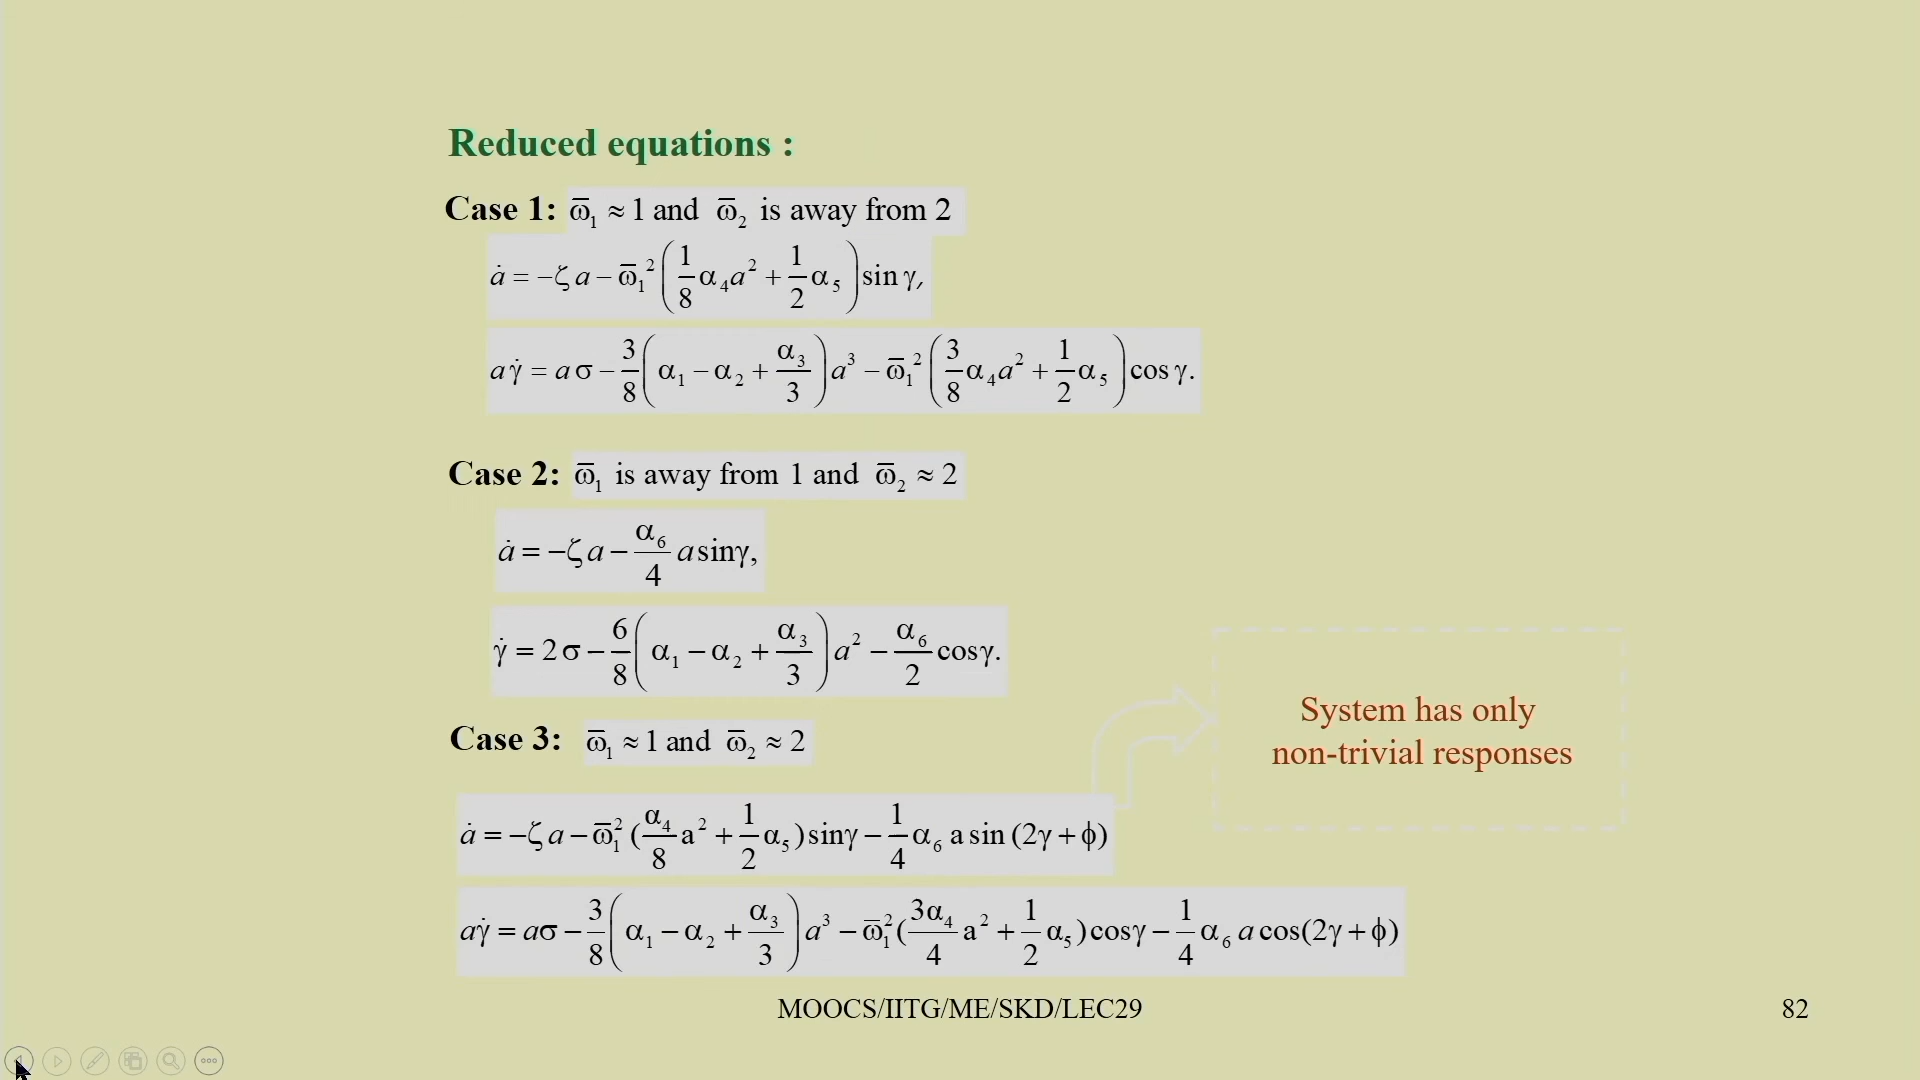 Reduced equations :
Case 1: ω̅₁ ≈ 1 and ω̅₂ is away from 2
ȧ = −ζ a − ω̅₁² (1/8 α₄a² + 1/2 α₅) sin γ,
aγ̇ = aσ − 3/8 (α₁ − α₂ + α₃/3) a³ − ω̅₁² (3/8 α₄a² + 1/2 α₅) cos γ.
Case 2: ω̅₁ is away from 1 and ω̅₂ ≈ 2
ȧ = −ζ a − α₆/4 a sinγ,
γ̇ = 2σ − 6/8 (α₁ − α₂ + α₃/3) a² − α₆/2 cosγ.
System has only
non-trivial responses
Case 3: ω̅₁ ≈ 1 and ω̅₂ ≈ 2
ȧ = −ζ a − ω̅₁² (α₄/8 a² + 1/2 α₅) sinγ − 1/4 α₆ a sin (2γ + ϕ)
aγ̇ = aσ − 3/8 (α₁ − α₂ + α₃/3) a³ − ω̅₁² (3α₄/4 a² + 1/2 α₅) cosγ − 1/4 α₆ a cos(2γ + ϕ)
MOOCS/IITG/ME/SKD/LEC29
82